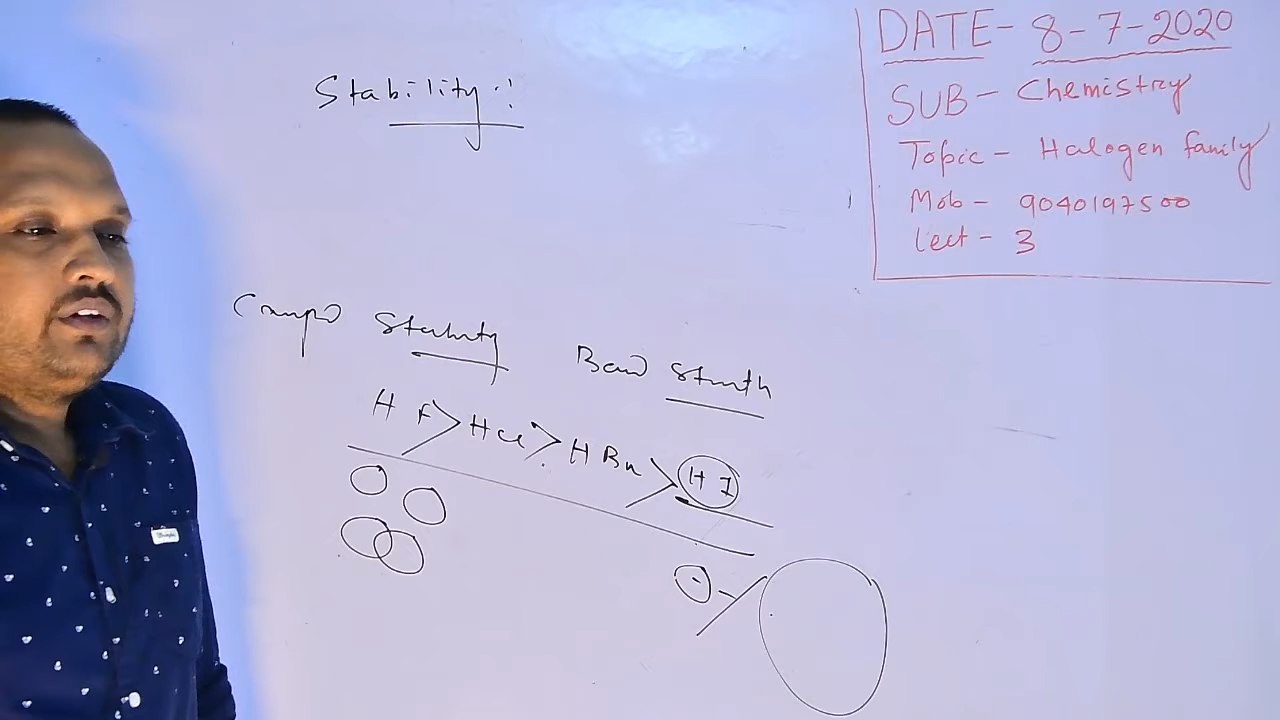 DATE- 8-7-2020
SUB- Chemistry
Topic- Halogen family
Mob- 9040197500
Lect- 3
Stability:
Stability
HF > HCl > HBr > HI